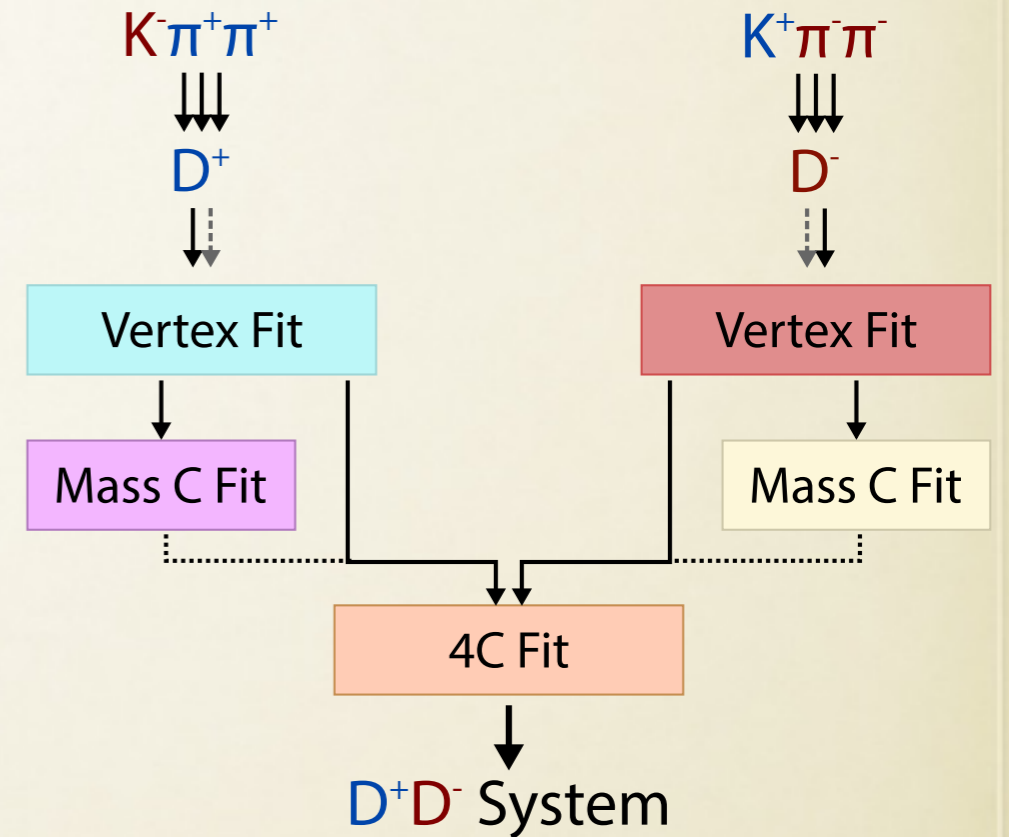 K⁻π⁺π⁺
K⁺π⁻π⁻
D⁺
D⁻
Vertex Fit
Vertex Fit
Mass C Fit
Mass C Fit
4C Fit
D⁺D⁻ System